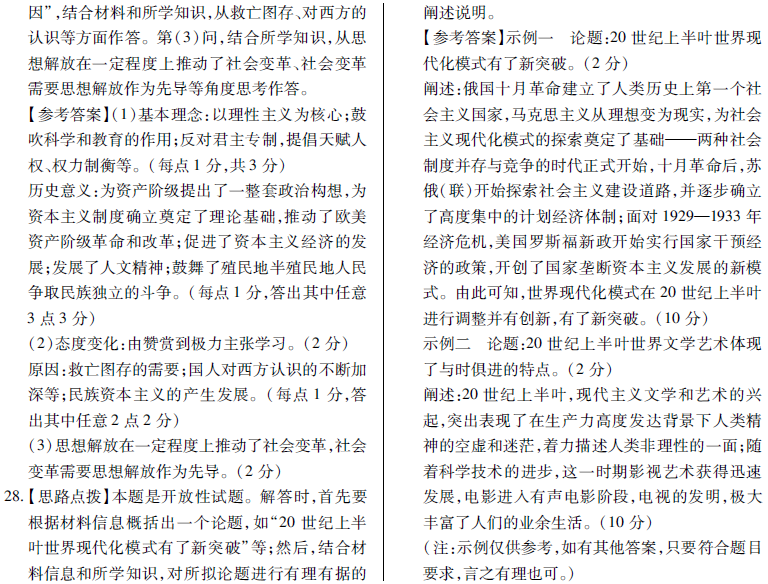 因”,结合材料和所学知识,从救亡图存、对西方的
认识等方面作答。第(3)问,结合所学知识,从思
想解放在一定程度上推动了社会变革、社会变革
需要思想解放作为先导等角度思考作答。
【参考答案】(1)基本理念:以理性主义为核心;鼓
吹科学和教育的作用;反对君主专制,提倡天赋人
权、权力制衡等。(每点1分,共3分)
历史意义:为资产阶级提出了一整套政治构想,为
资本主义制度确立奠定了理论基础,推动了欧美
资产阶级革命和改革;促进了资本主义经济的发
展;发展了人文精神;鼓舞了殖民地半殖民地人民
争取民族独立的斗争。(每点1分,答出其中任意
3点3分)
(2)态度变化:由赞赏到极力主张学习。(2分)
原因:救亡图存的需要;国人对西方认识的不断加
深等;民族资本主义的产生发展。(每点1分,答
出其中任意2点2分)
(3)思想解放在一定程度上推动了社会变革,社会
变革需要思想解放作为先导。(2分)
28.【思路点拨】本题是开放性试题。解答时,首先要
根据材料信息概括出一个论题,如“20世纪上半
叶世界现代化模式有了新突破”等;然后,结合材
料信息和所学知识,对所拟论题进行有理有据的
阐述说明。
【参考答案】示例一 论题:20世纪上半叶世界现
代化模式有了新突破。(2分)
阐述:俄国十月革命建立了人类历史上第一个社
会主义国家,马克思主义从理想变为现实,为社会
主义现代化模式的探索奠定了基础——两种社会
制度并存与竞争的时代正式开始,十月革命后,苏
俄(联)开始探索社会主义建设道路,并逐步确立
了高度集中的计划经济体制;面对1929—1933年
经济危机,美国罗斯福新政开始实行国家干预经
济的政策,开创了国家垄断资本主义发展的新模
式。由此可知,世界现代化模式在20世纪上半叶
进行调整并有创新,有了新突破。(10分)
示例二 论题:20世纪上半叶世界文学艺术体现
了与时俱进的特点。(2分)
阐述:20世纪上半叶,现代主义文学和艺术的兴
起,突出表现了在生产力高度发达背景下人类精
神的空虚和迷茫,着力描述人类非理性的一面;随
着科学技术的进步,这一时期影视艺术获得迅速
发展,电影进入有声电影阶段,电视的发明,极大
丰富了人们的业余生活。(10分)
(注:示例仅供参考,如有其他答案,只要符合题目
要求,言之有理也可。)